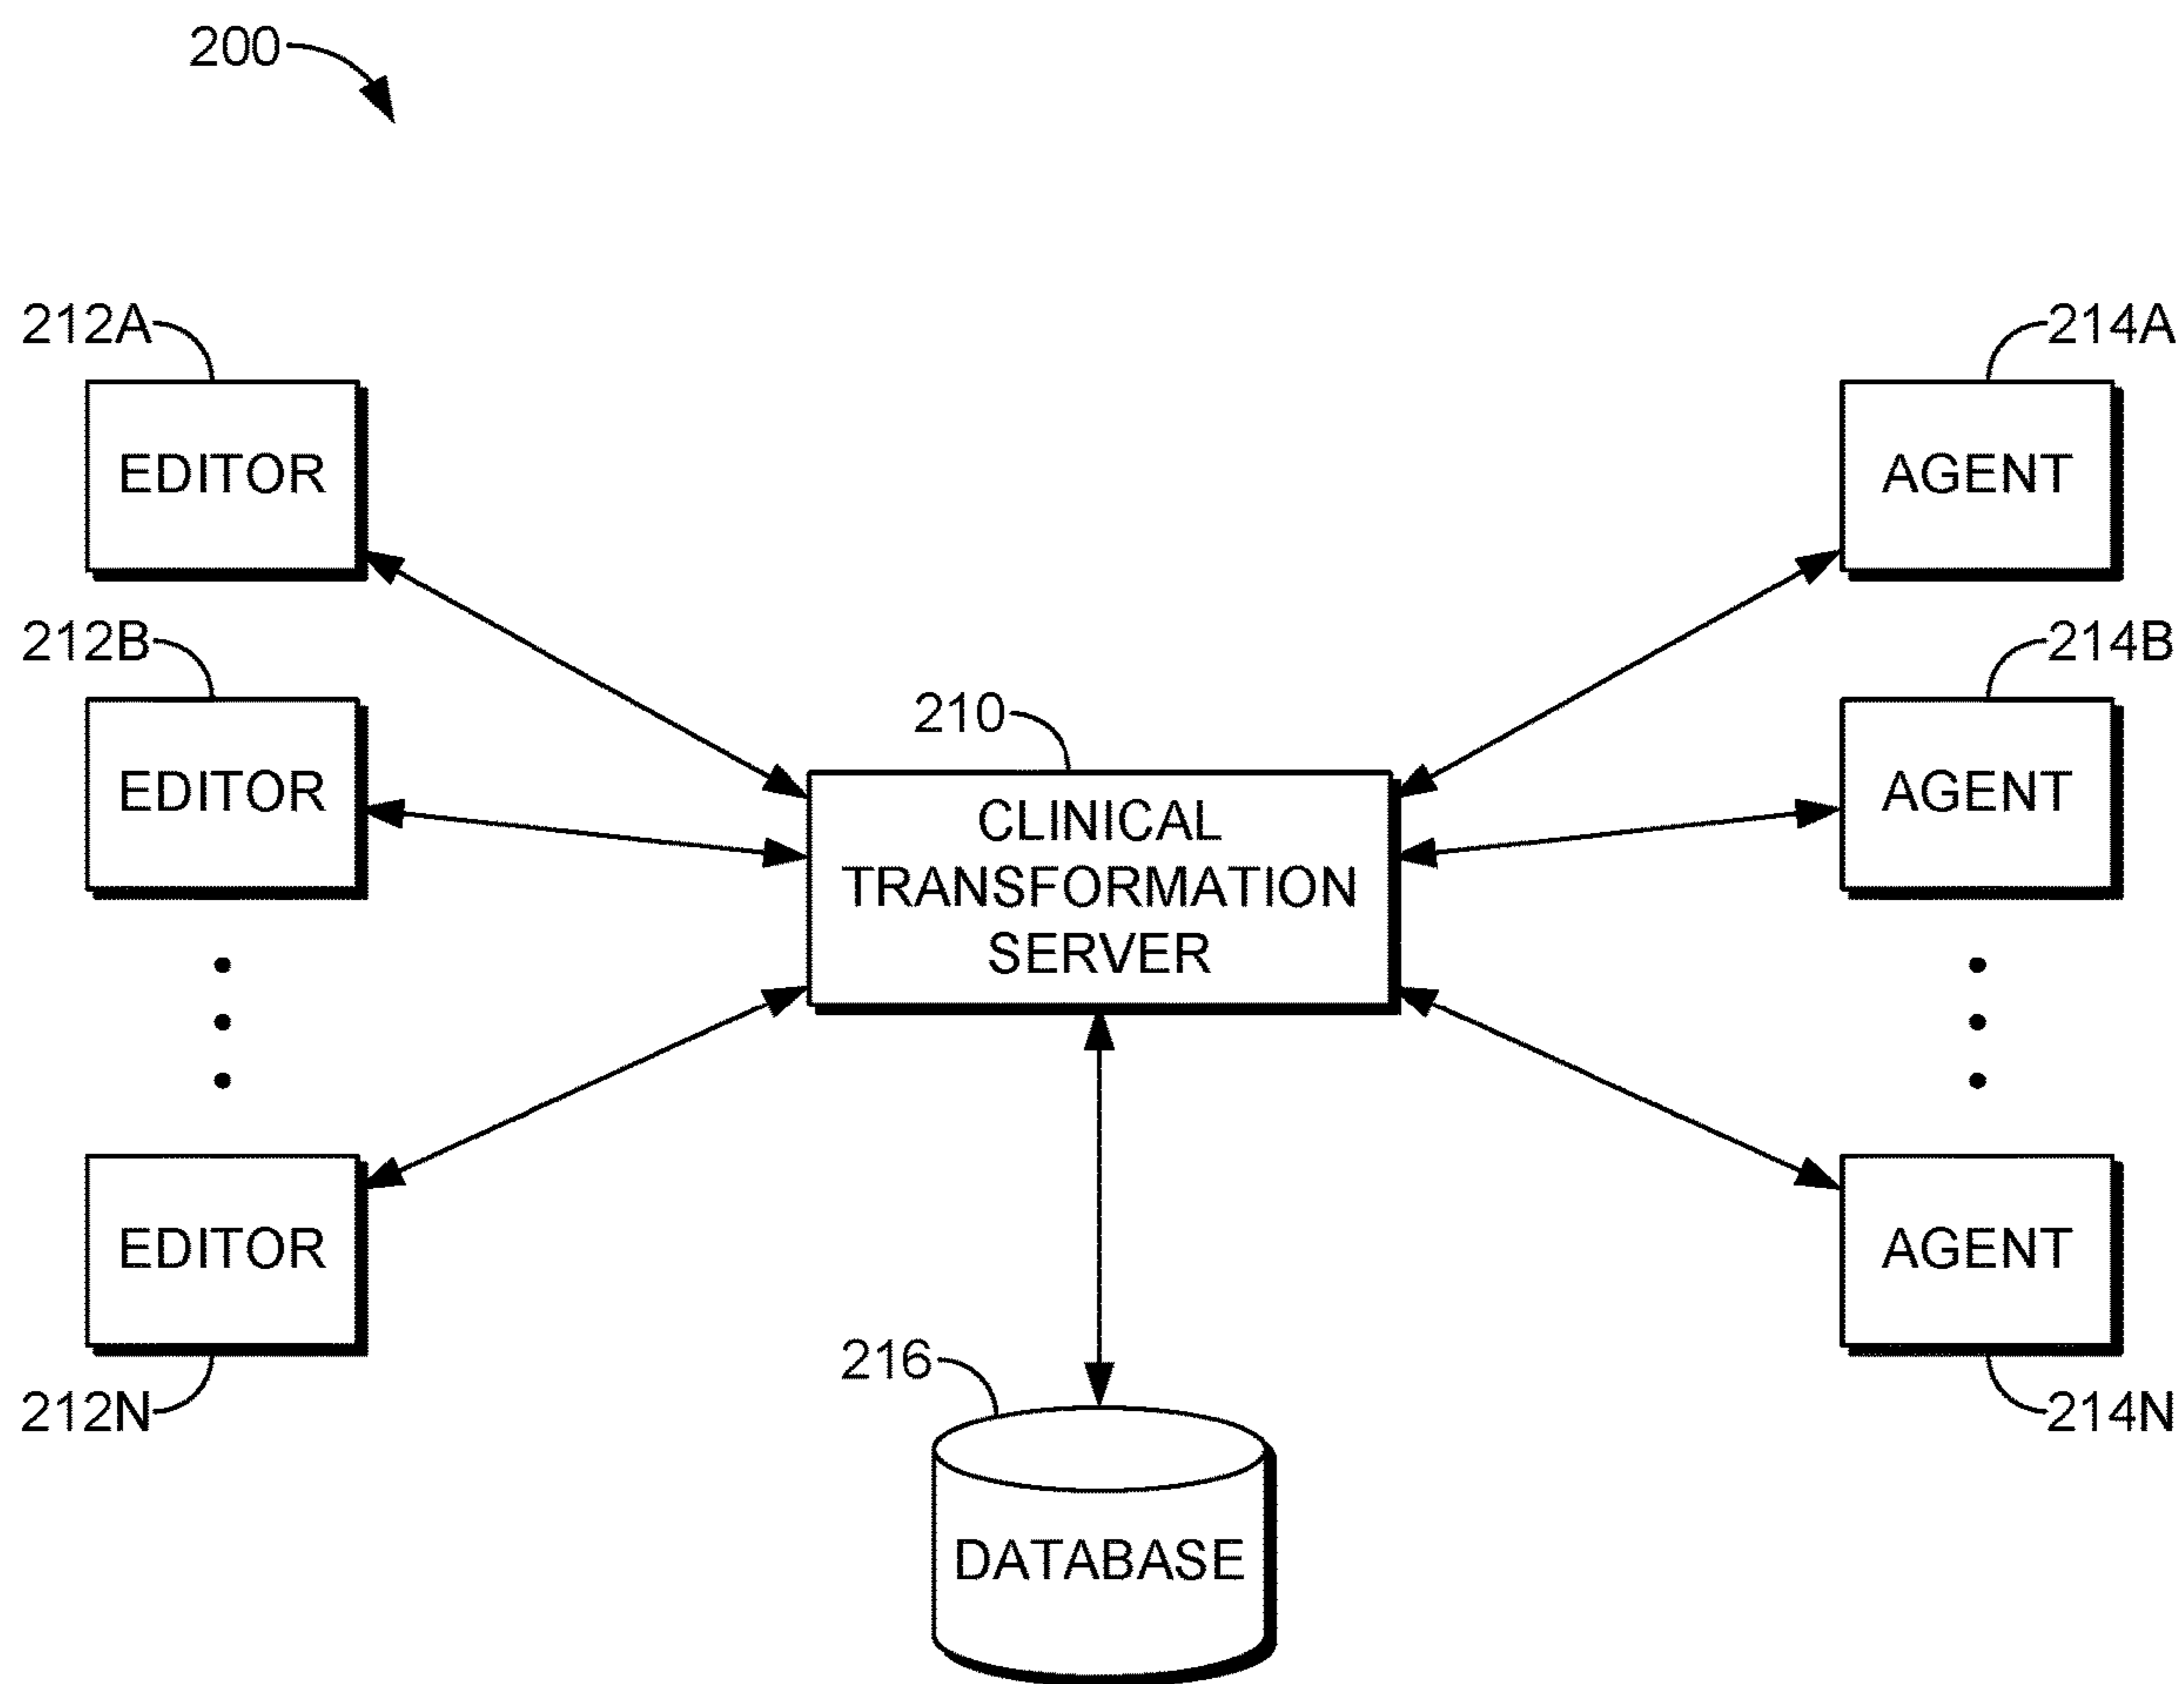 200
212A
214A
EDITOR
AGENT
212B
214B
210
EDITOR
AGENT
CLINICAL
TRANSFORMATION
SERVER
EDITOR
AGENT
216
212N
214N
DATABASE